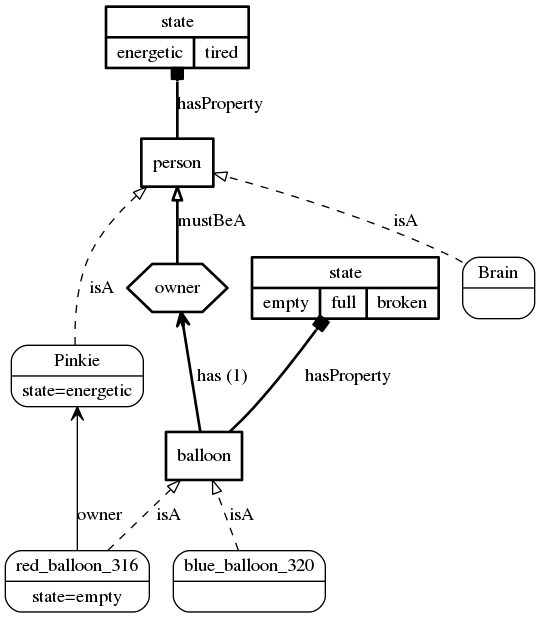 state
energetic tired
hasProperty
person
mustBeA
isA
owner
state
empty full broken
Brain
isA
Pinkie
state=energetic
has (1)
hasProperty
balloon
owner
isA
isA
red_balloon_316
state=empty
blue_balloon_320